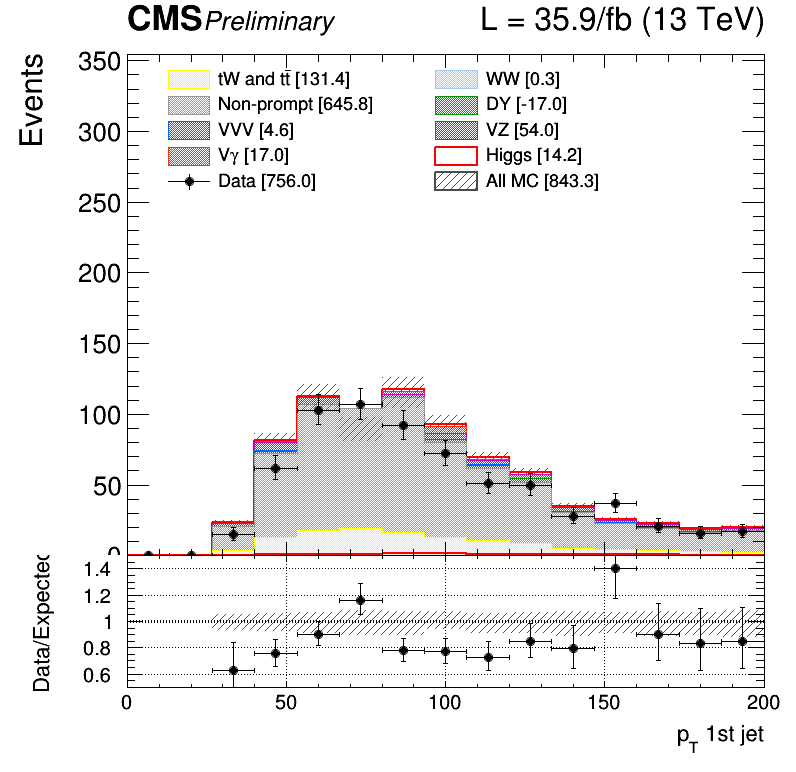 CMS Preliminary L = 35.9/fb (13 TeV)
Events
350
300
250
200
150
100
50
0
tW and tt̄ [131.4]
Non-prompt [645.8]
VVV [4.6]
Vγ [17.0]
Data [756.0]
WW [0.3]
DY [-17.0]
VZ [54.0]
Higgs [14.2]
All MC [843.3]
Data/Expected
1.4
1.2
1
0.8
0.6
0 50 100 150 200
p_T 1st jet